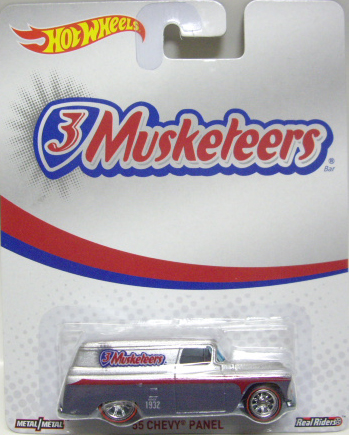 HOT WHEELS
3 Musketeers®
Bar
3 Musketeers
1932
'55 CHEVY® PANEL
METAL/METAL
Real Riders®